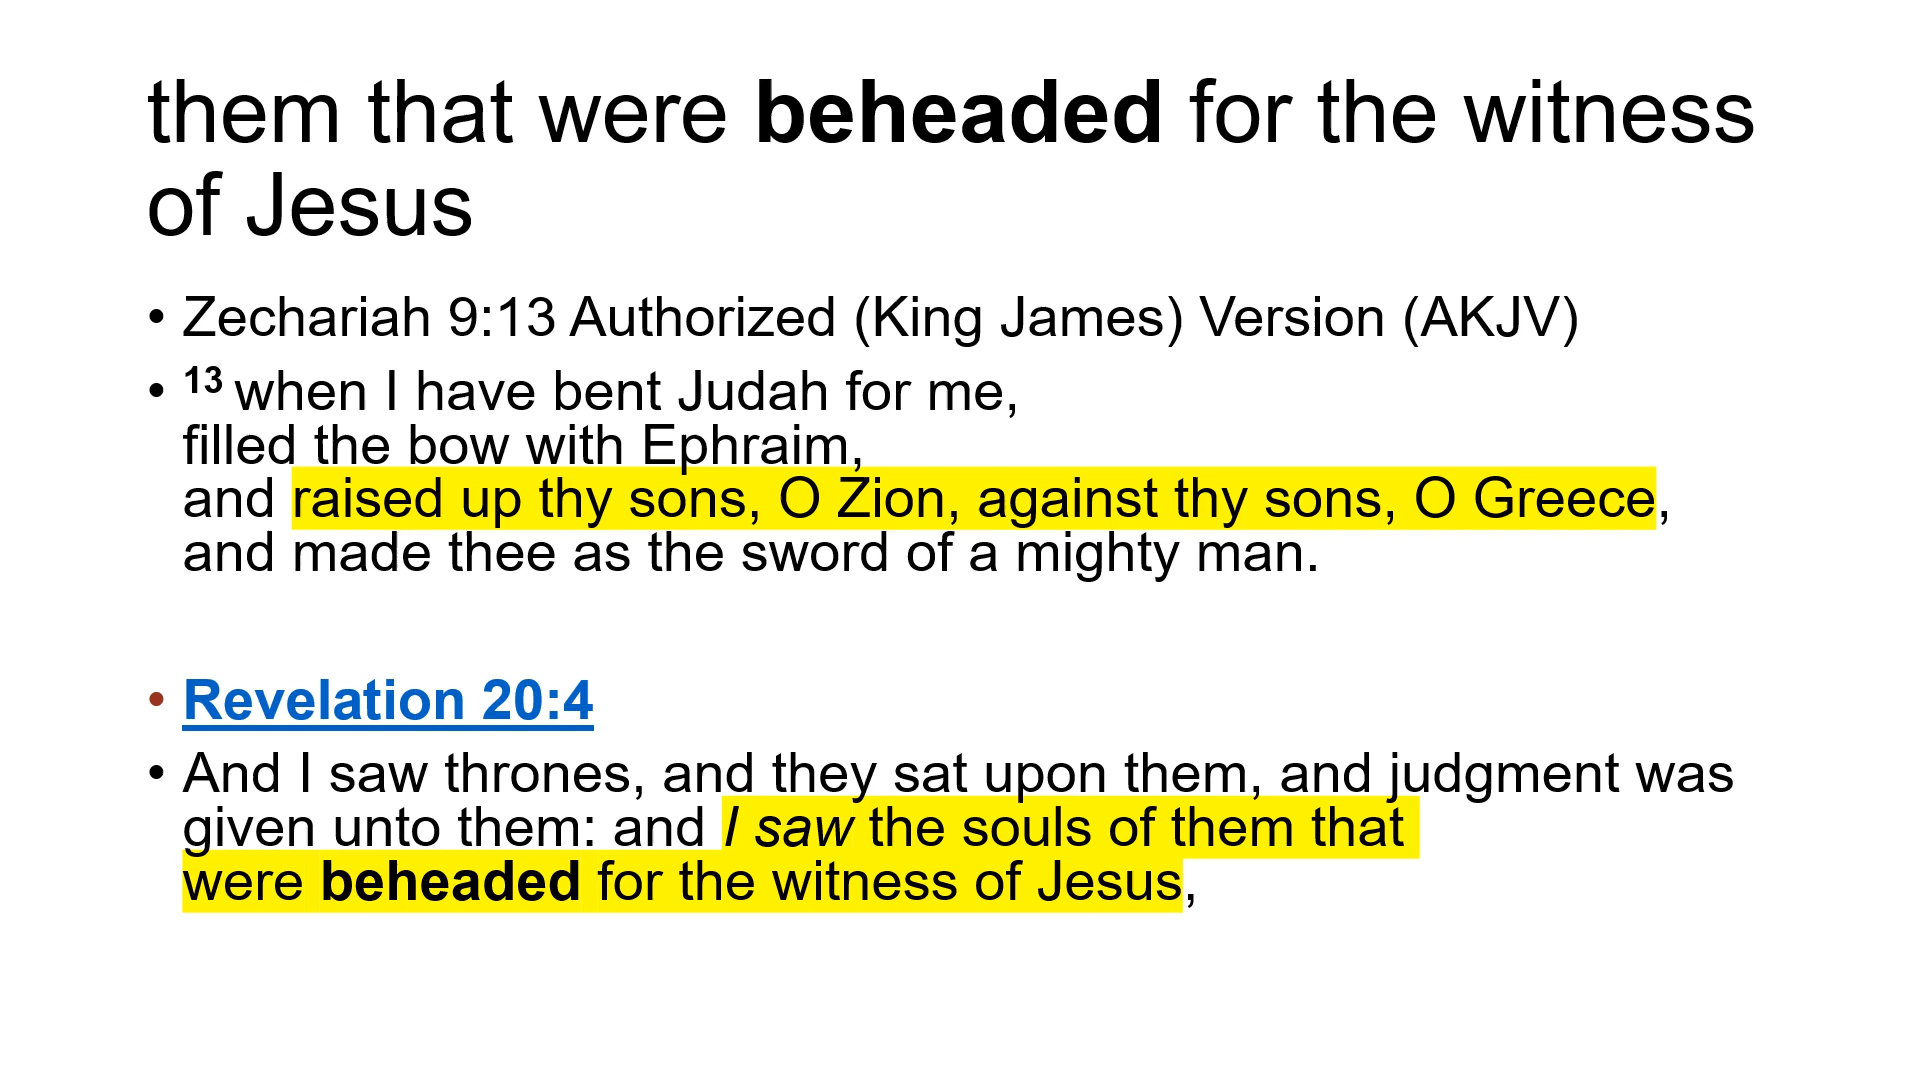 them that were beheaded for the witness
of Jesus
• Zechariah 9:13 Authorized (King James) Version (AKJV)
• 13 when I have bent Judah for me,
filled the bow with Ephraim,
and raised up thy sons, O Zion, against thy sons, O Greece,
and made thee as the sword of a mighty man.
• Revelation 20:4
• And I saw thrones, and they sat upon them, and judgment was
given unto them: and I saw the souls of them that
were beheaded for the witness of Jesus,